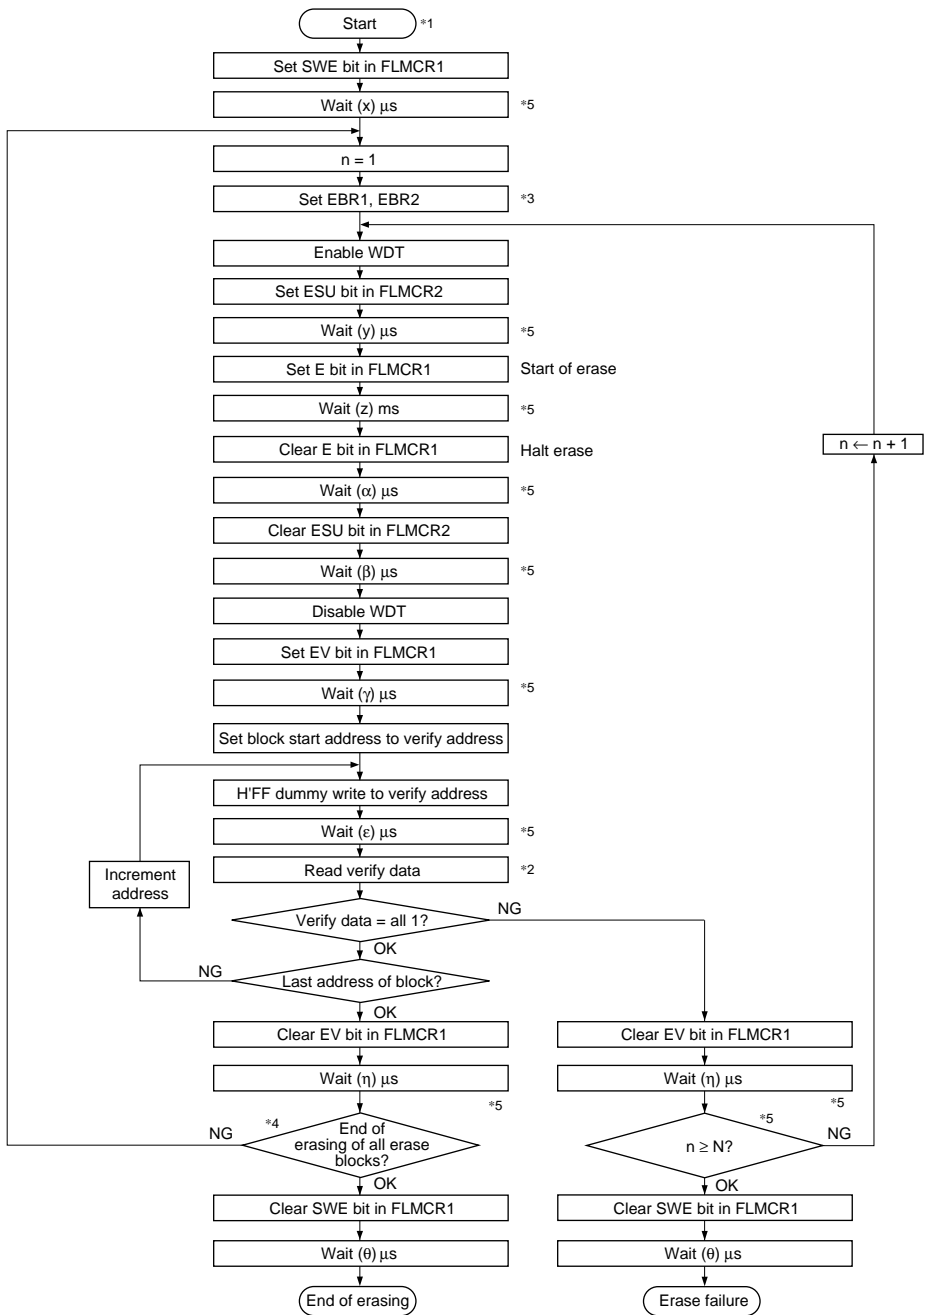 Start *1
Set SWE bit in FLMCR1
Wait (x) μs *5
n = 1
Set EBR1, EBR2 *3
Enable WDT
Set ESU bit in FLMCR2
Wait (y) μs *5
Set E bit in FLMCR1 Start of erase
Wait (z) ms *5
Clear E bit in FLMCR1 Halt erase
n ← n + 1
Wait (α) μs *5
Clear ESU bit in FLMCR2
Wait (β) μs *5
Disable WDT
Set EV bit in FLMCR1
Wait (γ) μs *5
Set block start address to verify address
H'FF dummy write to verify address
Wait (ε) μs *5
Read verify data *2
Increment
address
Verify data = all 1? NG
OK
NG Last address of block?
OK
Clear EV bit in FLMCR1 Clear EV bit in FLMCR1
Wait (η) μs Wait (η) μs
*5 *5
NG *4 End of
erasing of all erase
blocks?
*5 n ≥ N? NG
OK OK
Clear SWE bit in FLMCR1 Clear SWE bit in FLMCR1
Wait (θ) μs Wait (θ) μs
End of erasing Erase failure